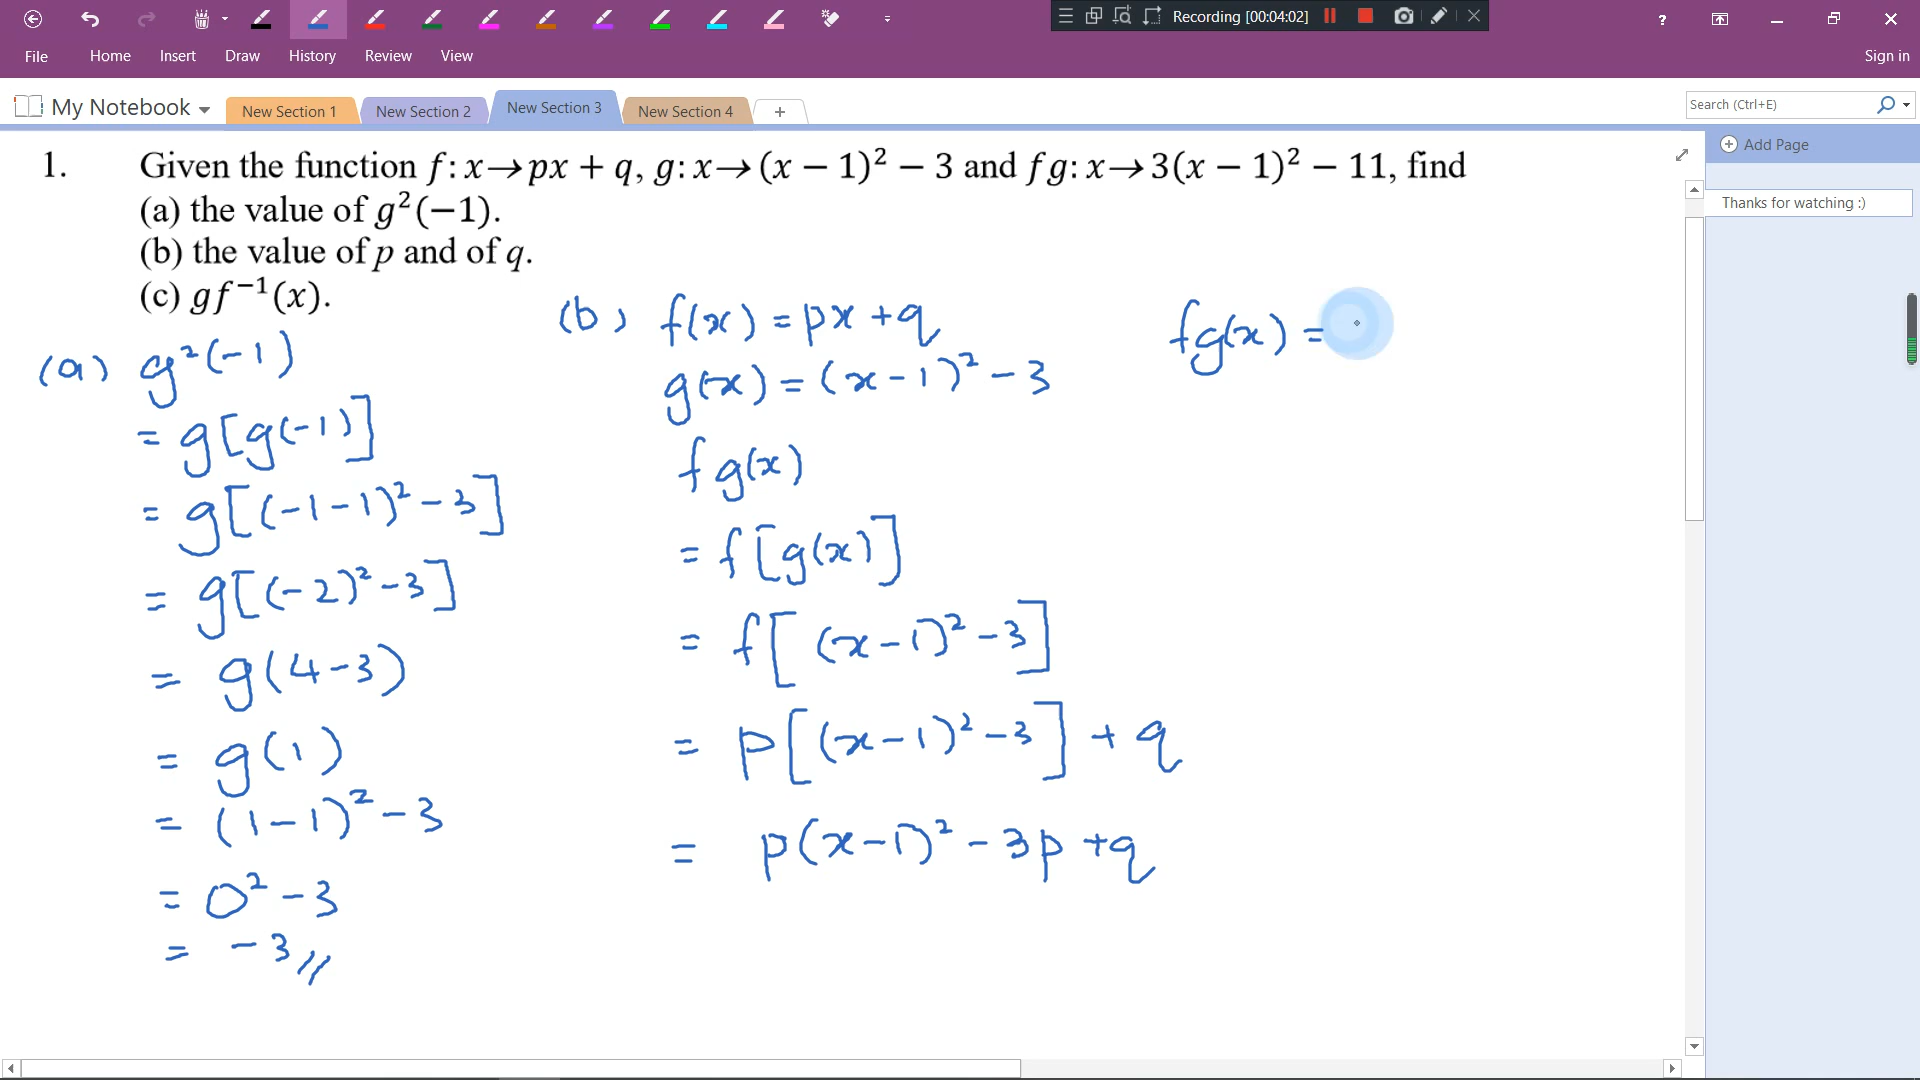 Recording [00:04:02]
?
File Home Insert Draw History Review View
Sign in
My Notebook New Section 1 New Section 2 New Section 3 New Section 4 +
Search (Ctrl+E)
Add Page
Thanks for watching :)
1. Given the function f: x→px + q, g: x→(x − 1)² − 3 and fg: x→3(x − 1)² − 11, find
(a) the value of g²(−1).
(b) the value of p and of q.
(c) gf⁻¹(x).
(a) g²(-1)
= g[g(-1)]
= g[(-1-1)²-3]
= g[(-2)²-3]
= g(4-3)
= g(1)
= (1-1)²-3
= 0²-3
= -3//
(b) f(x) = px+q
g(x) = (x-1)²-3
fg(x)
= f[g(x)]
= f[(x-1)²-3]
= p[(x-1)²-3] + q
= p(x-1)² - 3p +q
fg(x) =